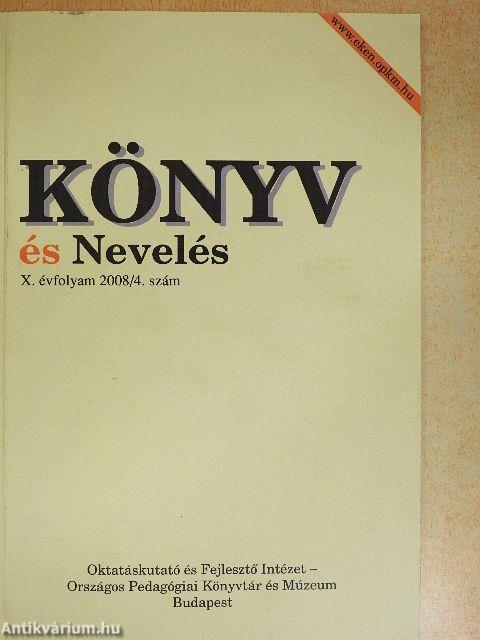 www.eken.opkm.hu
KÖNYV
és Nevelés
X. évfolyam 2008/4. szám
Oktatáskutató és Fejlesztő Intézet –
Országos Pedagógiai Könyvtár és Múzeum
Budapest
Antikvárium.hu